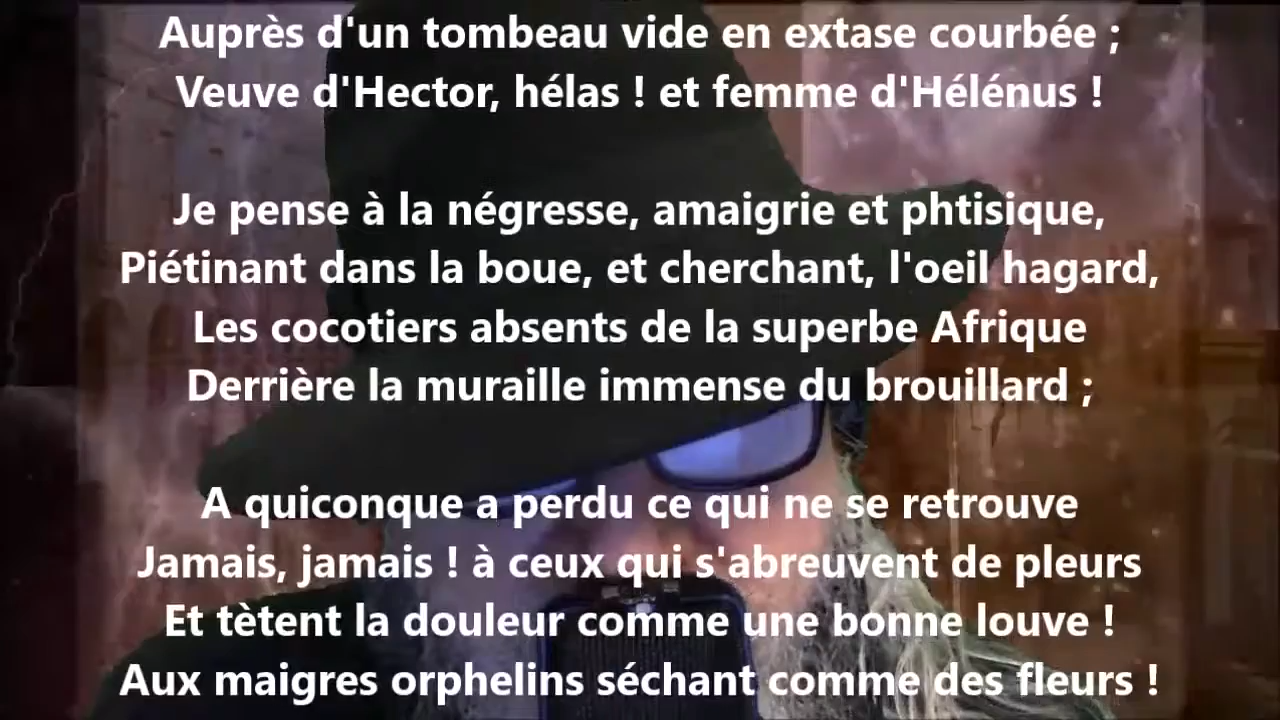 Auprès d'un tombeau vide en extase courbée ;
Veuve d'Hector, hélas ! et femme d'Hélénus !
Je pense à la négresse, amaigrie et phtisique,
Piétinant dans la boue, et cherchant, l'oeil hagard,
Les cocotiers absents de la superbe Afrique
Derrière la muraille immense du brouillard ;
A quiconque a perdu ce qui ne se retrouve
Jamais, jamais ! à ceux qui s'abreuvent de pleurs
Et tètent la douleur comme une bonne louve !
Aux maigres orphelins séchant comme des fleurs !